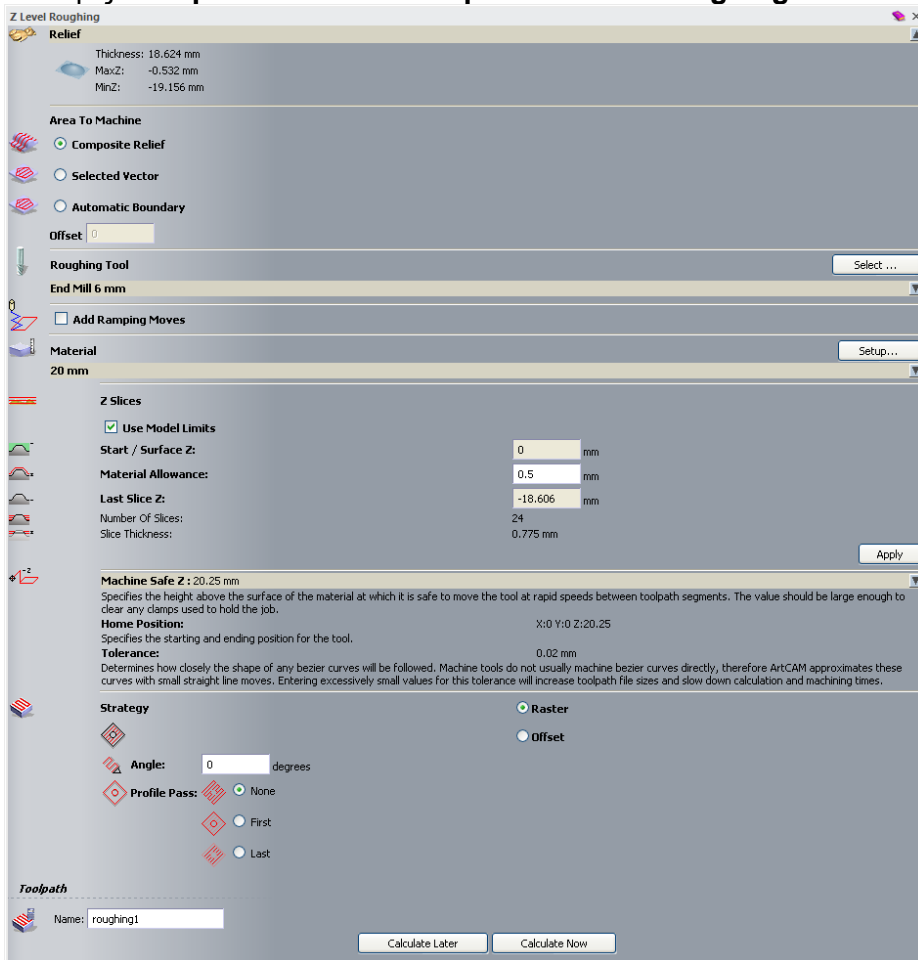 Z Level Roughing
Relief
Thickness: 18.624 mm
MaxZ: -0.532 mm
MinZ: -19.156 mm
Area To Machine
Composite Relief
Selected Vector
Automatic Boundary
Offset 0
Roughing Tool Select ...
End Mill 6 mm
Add Ramping Moves
Material Setup...
20 mm
Z Slices
Use Model Limits
Start / Surface Z: 0 mm
Material Allowance: 0.5 mm
Last Slice Z: -18.606 mm
Number Of Slices: 24
Slice Thickness: 0.775 mm
Apply
Machine Safe Z : 20.25 mm
Specifies the height above the surface of the material at which it is safe to move the tool at rapid speeds between toolpath segments. The value should be large enough to
clear any clamps used to hold the job.
Home Position: X:0 Y:0 Z:20.25
Specifies the starting and ending position for the tool.
Tolerance: 0.02 mm
Determines how closely the shape of any bezier curves will be followed. Machine tools do not usually machine bezier curves directly, therefore ArtCAM approximates these
curves with small straight line moves. Entering excessively small values for this tolerance will increase toolpath file sizes and slow down calculation and machining times.
Strategy Raster
Offset
Angle: 0 degrees
Profile Pass: None
First
Last
Toolpath
Name: roughing1
Calculate Later Calculate Now